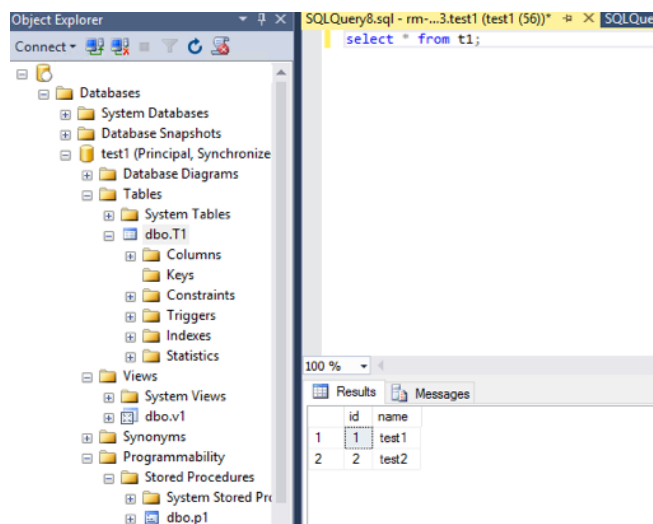 Object Explorer
Connect
Databases
System Databases
Database Snapshots
test1 (Principal, Synchronize
Database Diagrams
Tables
System Tables
dbo.T1
Columns
Keys
Constraints
Triggers
Indexes
Statistics
Views
System Views
dbo.v1
Synonyms
Programmability
Stored Procedures
System Stored Pro
dbo.p1
SQLQuery8.sql - rm-...3.test1 (test1 (56))* SQLQue
select * from t1;
100 %
Results Messages
id name
1 1 test1
2 2 test2